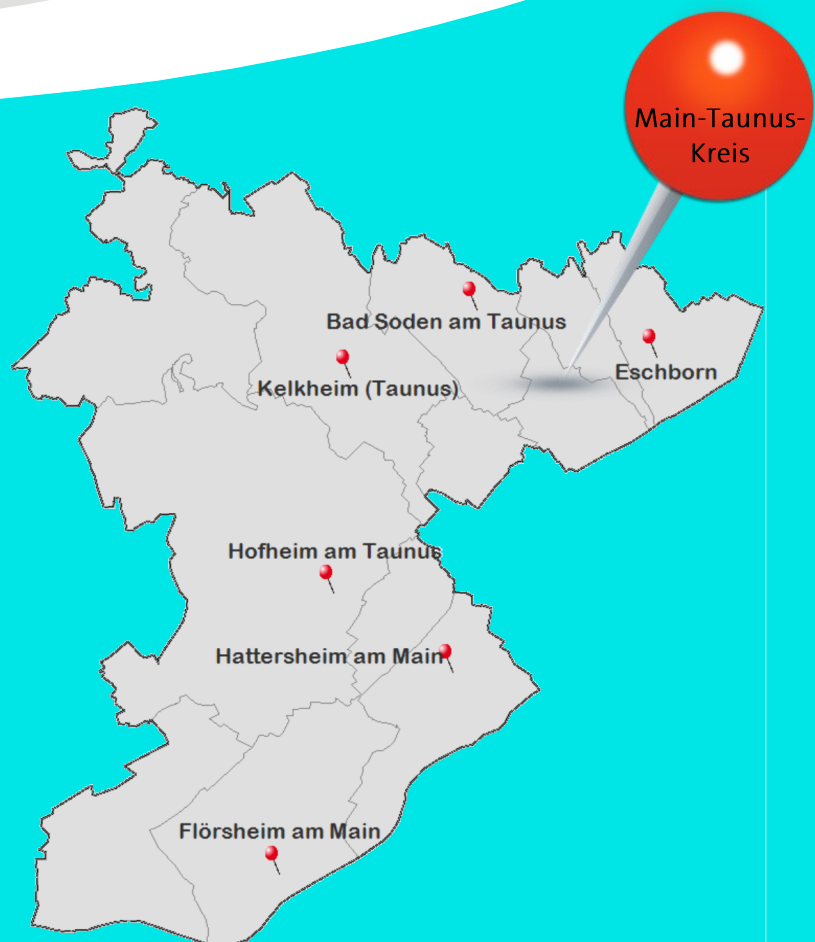 Main-Taunus-
Kreis
Bad Soden am Taunus
Eschborn
Kelkheim (Taunus)
Hofheim am Taunus
Hattersheim am Main
Flörsheim am Main